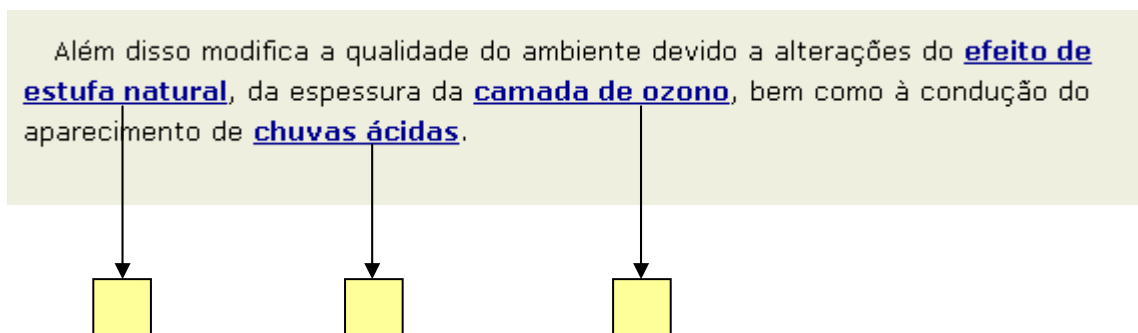 Além disso modifica a qualidade do ambiente devido a alterações do efeito de
estufa natural, da espessura da camada de ozono, bem como à condução do
aparecimento de chuvas ácidas.